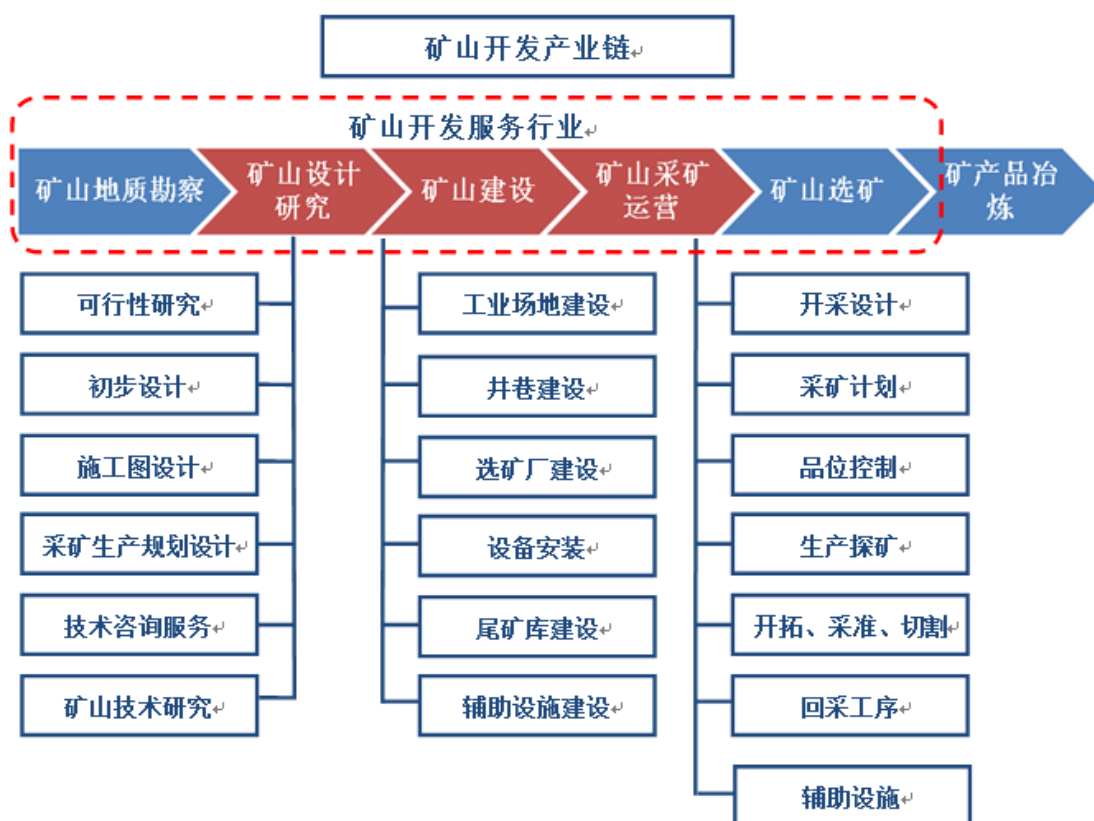 矿山开发产业链
矿山开发服务行业
矿山地质勘察
矿山设计
研究
矿山建设
矿山采矿
运营
矿山选矿
矿产品冶
炼
可行性研究
初步设计
施工图设计
采矿生产规划设计
技术咨询服务
矿山技术研究
工业场地建设
井巷建设
选矿厂建设
设备安装
尾矿库建设
辅助设施建设
开采设计
采矿计划
品位控制
生产探矿
开拓、采准、切割
回采工序
辅助设施